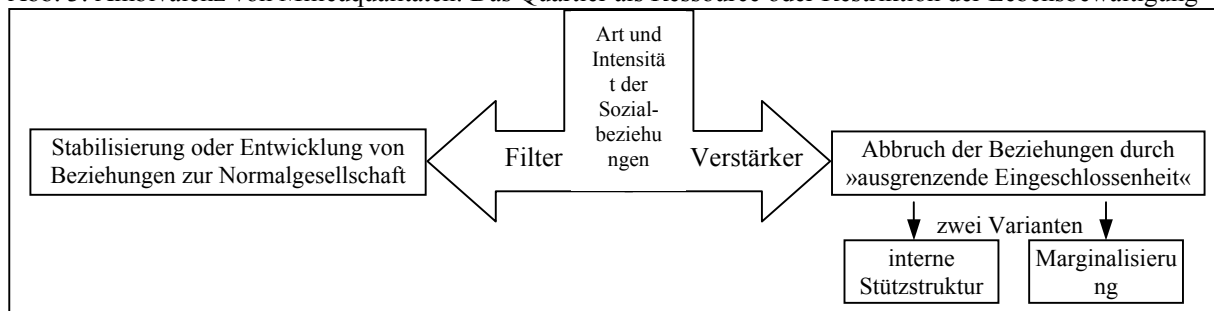 Abb. Ambivalenz von Milieuqualitäten: Das Quartier als Ressource oder Restriktion der Lebensbewältigung
Art und
Intensitä
t der
Sozial-
beziehu
ngen
Stabilisierung oder Entwicklung von
Beziehungen zur Normalgesellschaft
Filter
Verstärker
Abbruch der Beziehungen durch
»ausgrenzende Eingeschlossenheit«
zwei Varianten
interne
Stützstruktur
Marginalisieru
ng